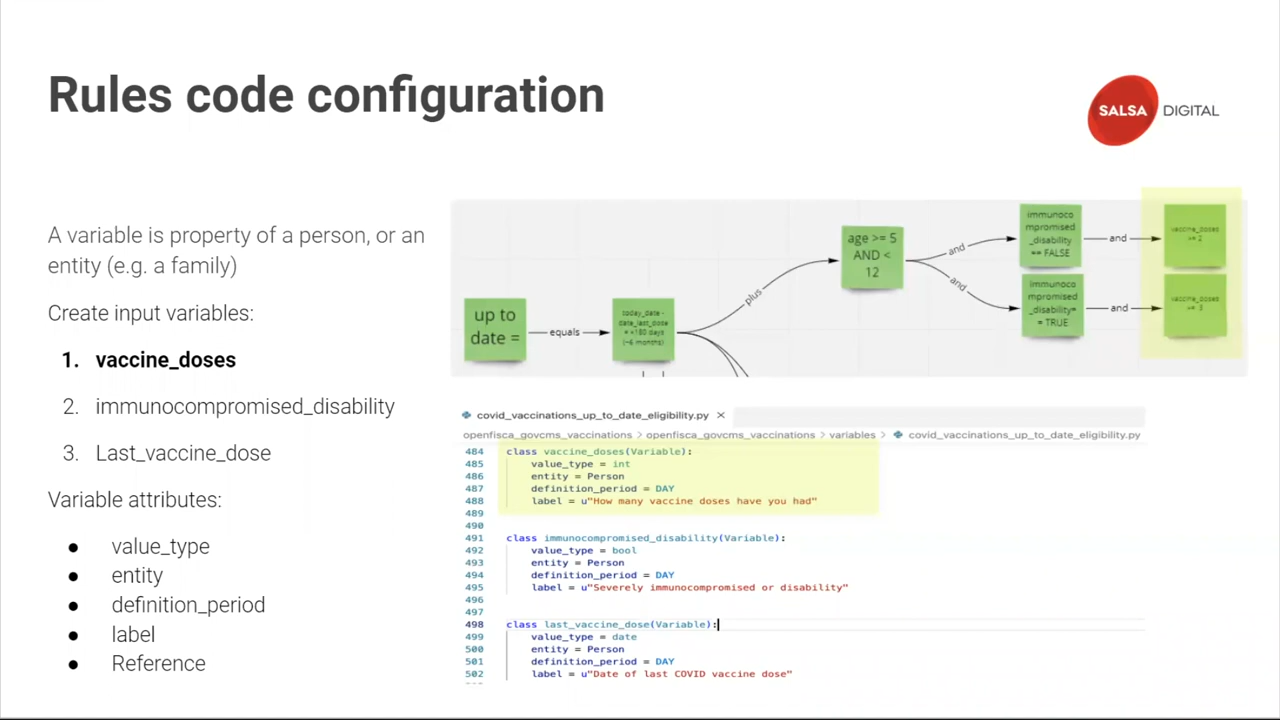 Rules code configuration
SALSA DIGITAL
A variable is property of a person, or an
entity (e.g. a family)
Create input variables:
1. vaccine_doses
2. immunocompromised_disability
3. Last_vaccine_dose
Variable attributes:
● value_type
● entity
● definition_period
● label
● Reference
up to
date =
equals
today_date -
date_last_dose
(~6 months)
plus
age >= 5
AND <
12
and
and
immunoco
mpromised
_disability
== FALSE
and
vaccine_doses
immunoco
mpromised
_disability=
= TRUE
and
vaccine_doses
covid_vaccinations_up_to_date_eligibility.py ×
openfisca_govcms_vaccinations > openfisca_govcms_vaccinations > variables > covid_vaccinations_up_to_date_eligibility.py
484 class vaccine_doses(Variable):
485 value_type = int
486 entity = Person
487 definition_period = DAY
488 label = u"How many vaccine doses have you had"
489
490
491 class immunocompromised_disability(Variable):
492 value_type = bool
493 entity = Person
494 definition_period = DAY
495 label = u"Severely immunocompromised or disability"
496
497
498 class last_vaccine_dose(Variable):
499 value_type = date
500 entity = Person
501 definition_period = DAY
502 label = u"Date of last COVID vaccine dose"